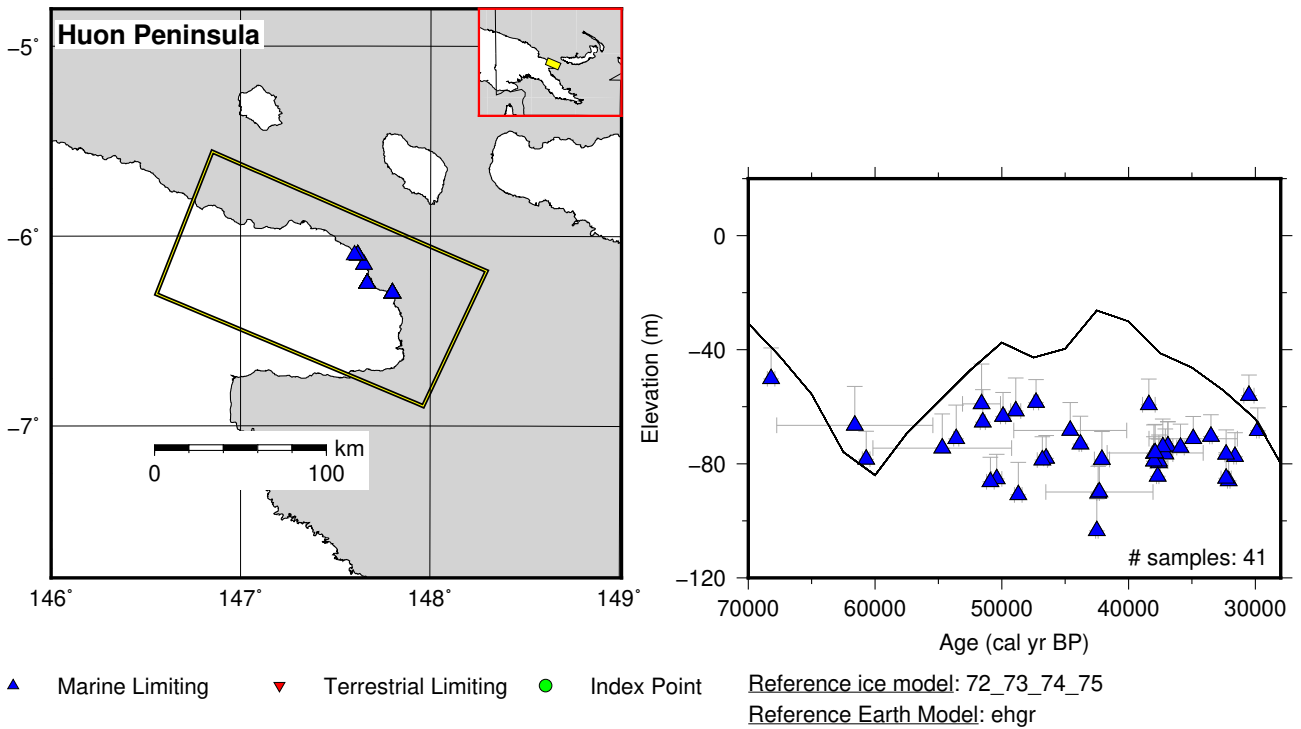 Huon Peninsula
−5˚
−6˚
−7˚
146˚
147˚
148˚
149˚
km
0
100
Elevation (m)
0
−40
−80
−120
# samples: 41
70000
60000
50000
40000
30000
Age (cal yr BP)
Marine Limiting
Terrestrial Limiting
Index Point
Reference ice model: 72_73_74_75
Reference Earth Model: ehgr